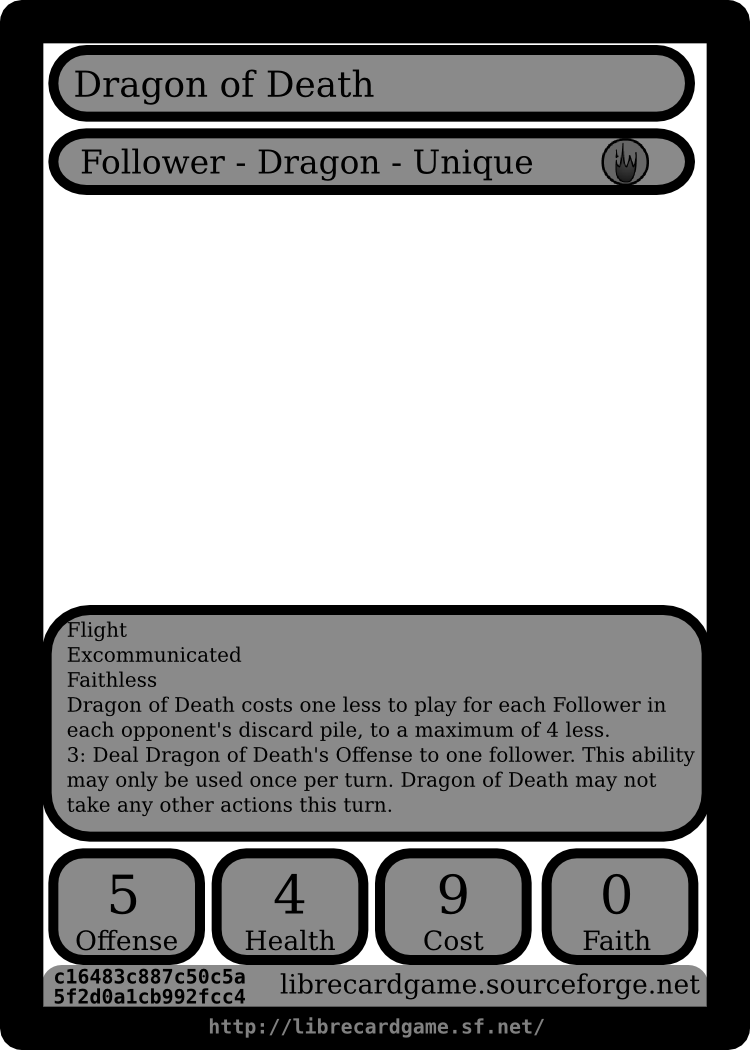 Dragon of Death
Follower - Dragon - Unique
Flight
Excommunicated
Faithless
Dragon of Death costs one less to play for each Follower in
each opponent's discard pile, to a maximum of 4 less.
3: Deal Dragon of Death's Offense to one follower. This ability
may only be used once per turn. Dragon of Death may not
take any other actions this turn.
5
Offense
4
Health
9
Cost
0
Faith
c16483c887c50c5a
5f2d0a1cb992fcc4
librecardgame.sourceforge.net
http://librecardgame.sf.net/